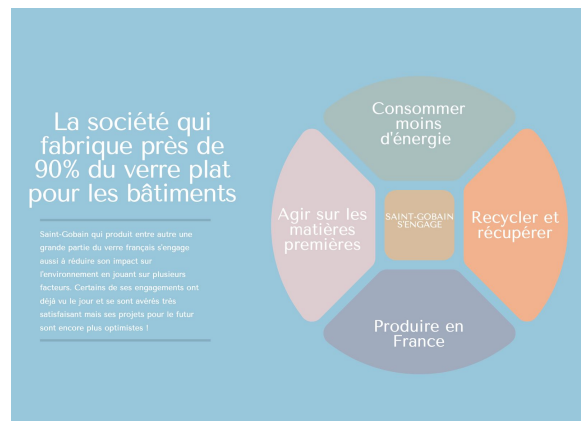 La société qui
fabrique près de
90% du verre plat
pour les bâtiments
Saint-Gobain qui produit entre autre une
grande partie du verre français s'engage
aussi à réduire son impact sur
l'environnement en jouant sur plusieurs
facteurs. Certains de ses engagements ont
déjà vu le jour et se sont avérés très
satisfaisant mais ses projets pour le futur
sont encore plus optimistes !
Consommer
moins
d'énergie
Agir sur les
matières
premières
SAINT-GOBAIN
S'ENGAGE
Recycler et
récupérer
Produire en
France